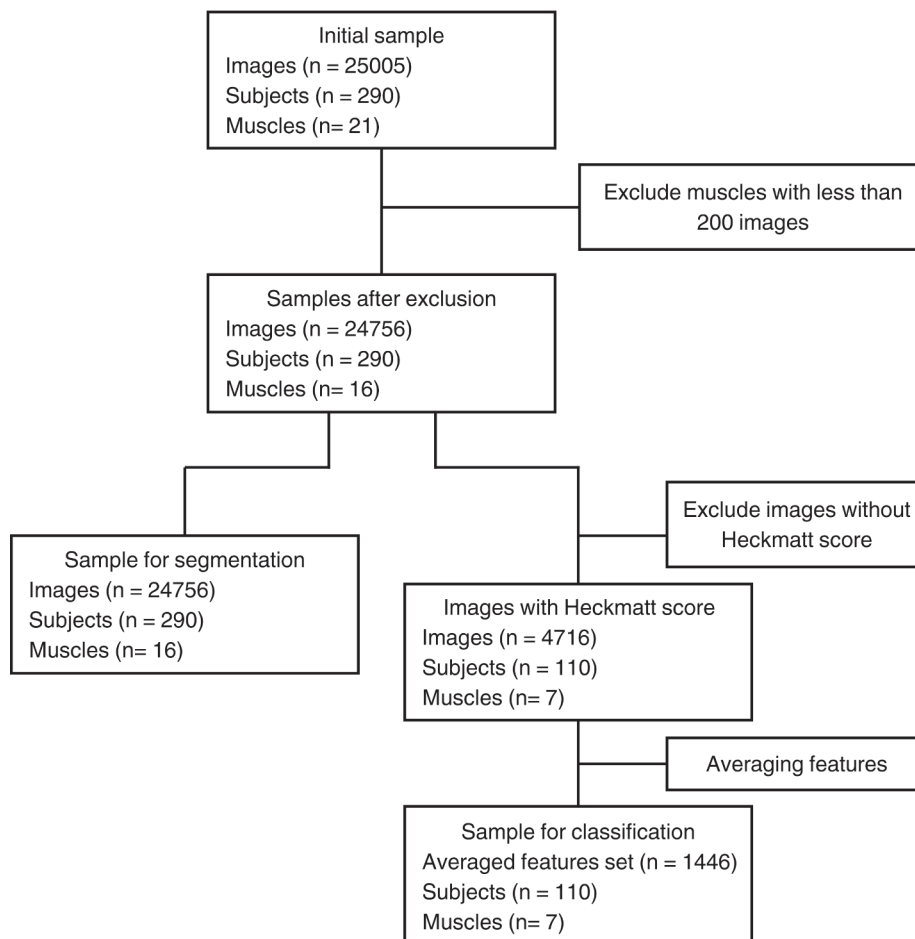 Initial sample
Images (n = 25005)
Subjects (n = 290)
Muscles (n= 21)
Exclude muscles with less than
200 images
Samples after exclusion
Images (n = 24756)
Subjects (n = 290)
Muscles (n= 16)
Sample for segmentation
Images (n = 24756)
Subjects (n = 290)
Muscles (n= 16)
Exclude images without
Heckmatt score
Images with Heckmatt score
Images (n = 4716)
Subjects (n = 110)
Muscles (n= 7)
Averaging features
Sample for classification
Averaged features set (n = 1446)
Subjects (n = 110)
Muscles (n= 7)